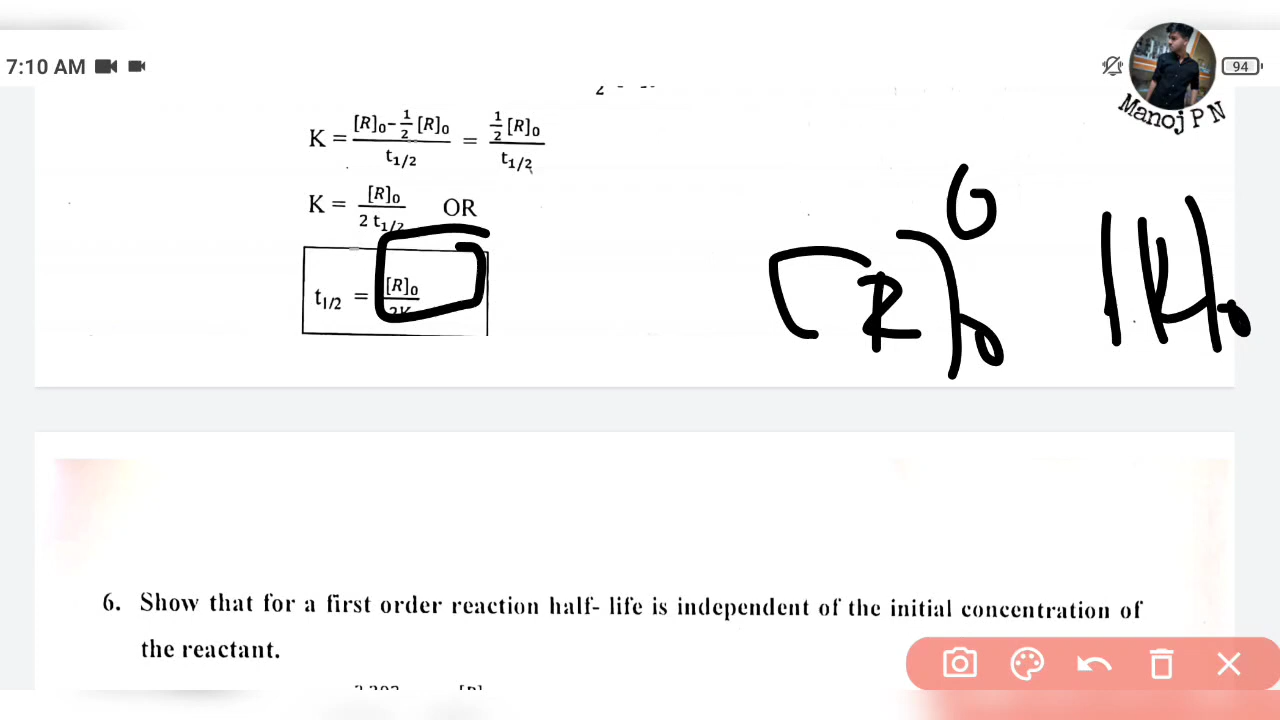 7:10 AM
94
Manoj P N
K = [R]₀-½ [R]₀ / t₁/₂ = ½ [R]₀ / t₁/₂
K = [R]₀ / 2 t₁/₂ OR
t₁/₂ = [R]₀ / 2K
[R]₀ [R]₀
6. Show that for a first order reaction half- life is independent of the initial concentration of
the reactant.